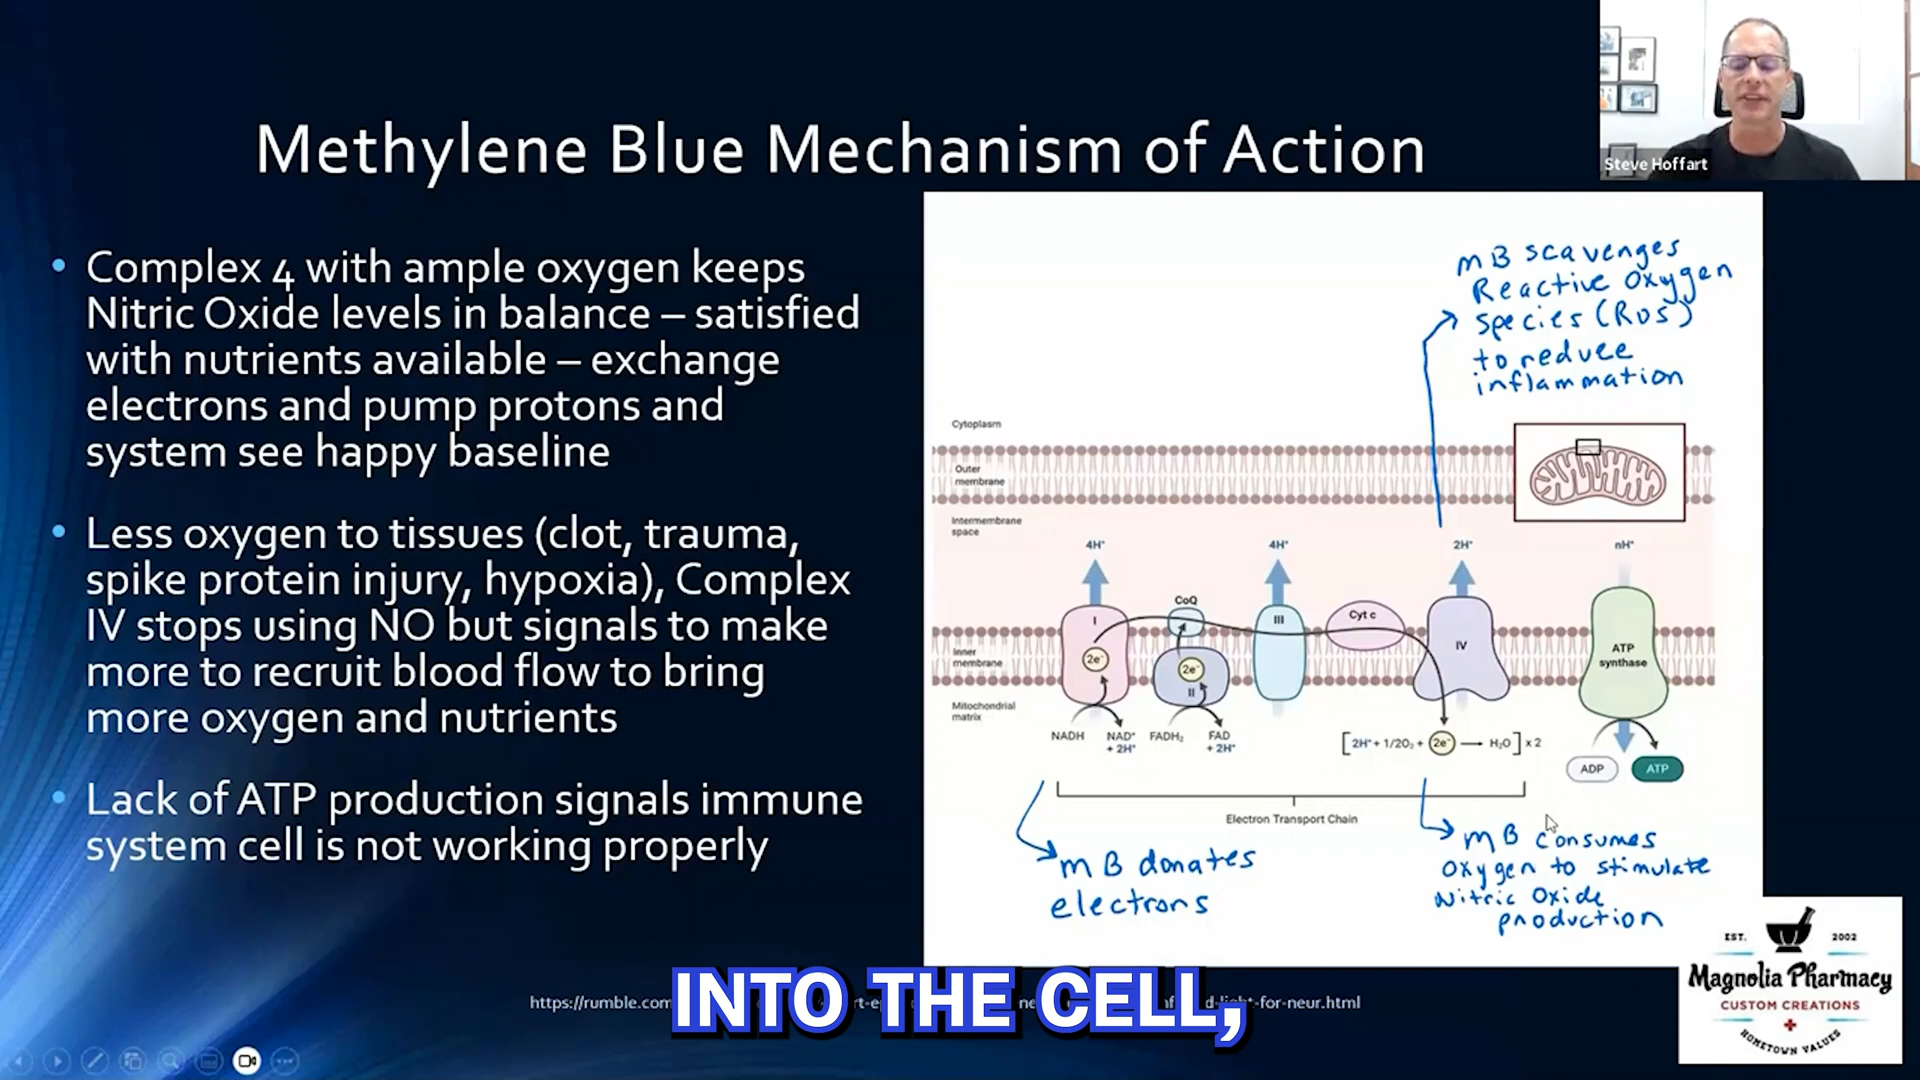 Steve Hoffart
Methylene Blue Mechanism of Action
• Complex 4 with ample oxygen keeps
Nitric Oxide levels in balance – satisfied
with nutrients available – exchange
electrons and pump protons and
system see happy baseline
• Less oxygen to tissues (clot, trauma,
spike protein injury, hypoxia), Complex
IV stops using NO but signals to make
more to recruit blood flow to bring
more oxygen and nutrients
• Lack of ATP production signals immune
system cell is not working properly
MB scavenges
Reactive Oxygen
Species (ROS)
to reduce
inflammation
Cytoplasm
Outer
membrane
Intermembrane
space
4H⁺ 4H⁺ 2H⁺ nH⁺
CoQ
I III Cyt c IV ATP
synthase
Inner
membrane
2e⁻ 2e⁻
II
Mitochondrial
matrix
NADH NAD⁺ FADH₂ FAD
+ 2H⁺ + 2H⁺
[2H⁺ + 1/2O₂ + 2e⁻ → H₂O] x 2
ADP ATP
Electron Transport Chain
MB donates
electrons
MB consumes
oxygen to stimulate
Nitric Oxide
production
https://rumble.com
d-light-for-neur.html
INTO THE CELL,
EST. 2002
Magnolia Pharmacy
CUSTOM CREATIONS
HOMETOWN VALUES